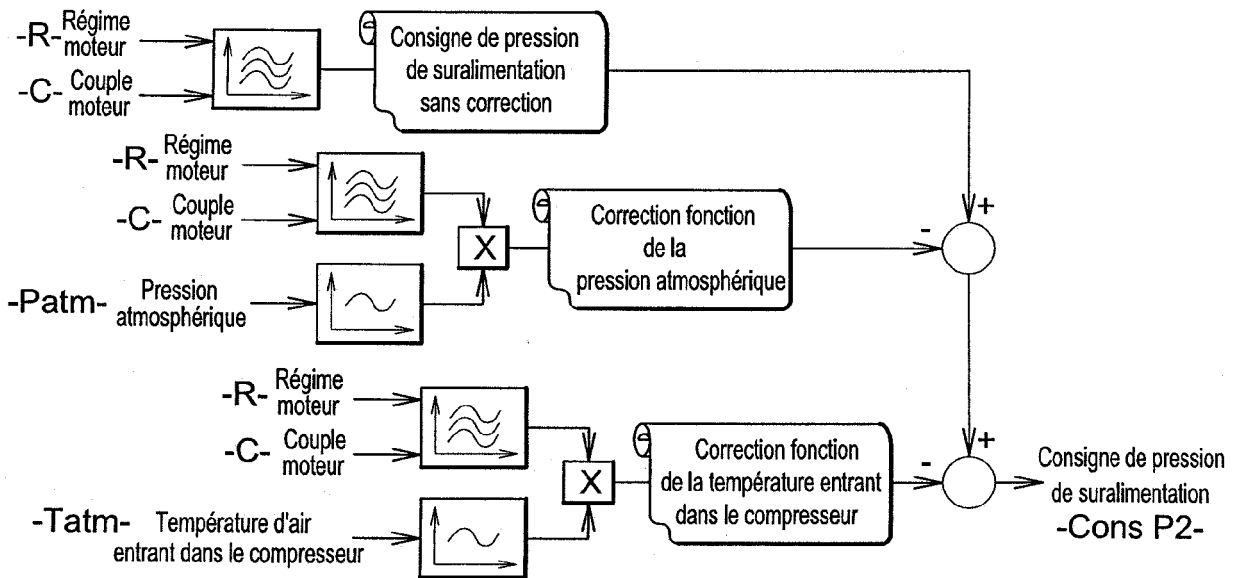 -R- Régime
moteur
-C- Couple
moteur
Consigne de pression
de suralimentation
sans correction
-R- Régime
moteur
-C- Couple
moteur
X
-Patm- Pression
atmosphérique
Correction fonction
de la
pression atmosphérique
+
-
-R- Régime
moteur
-C- Couple
moteur
X
-Tatm- Température d'air
entrant dans le compresseur
Correction fonction
de la température entrant
dans le compresseur
+
-
Consigne de pression
de suralimentation
-Cons P2-